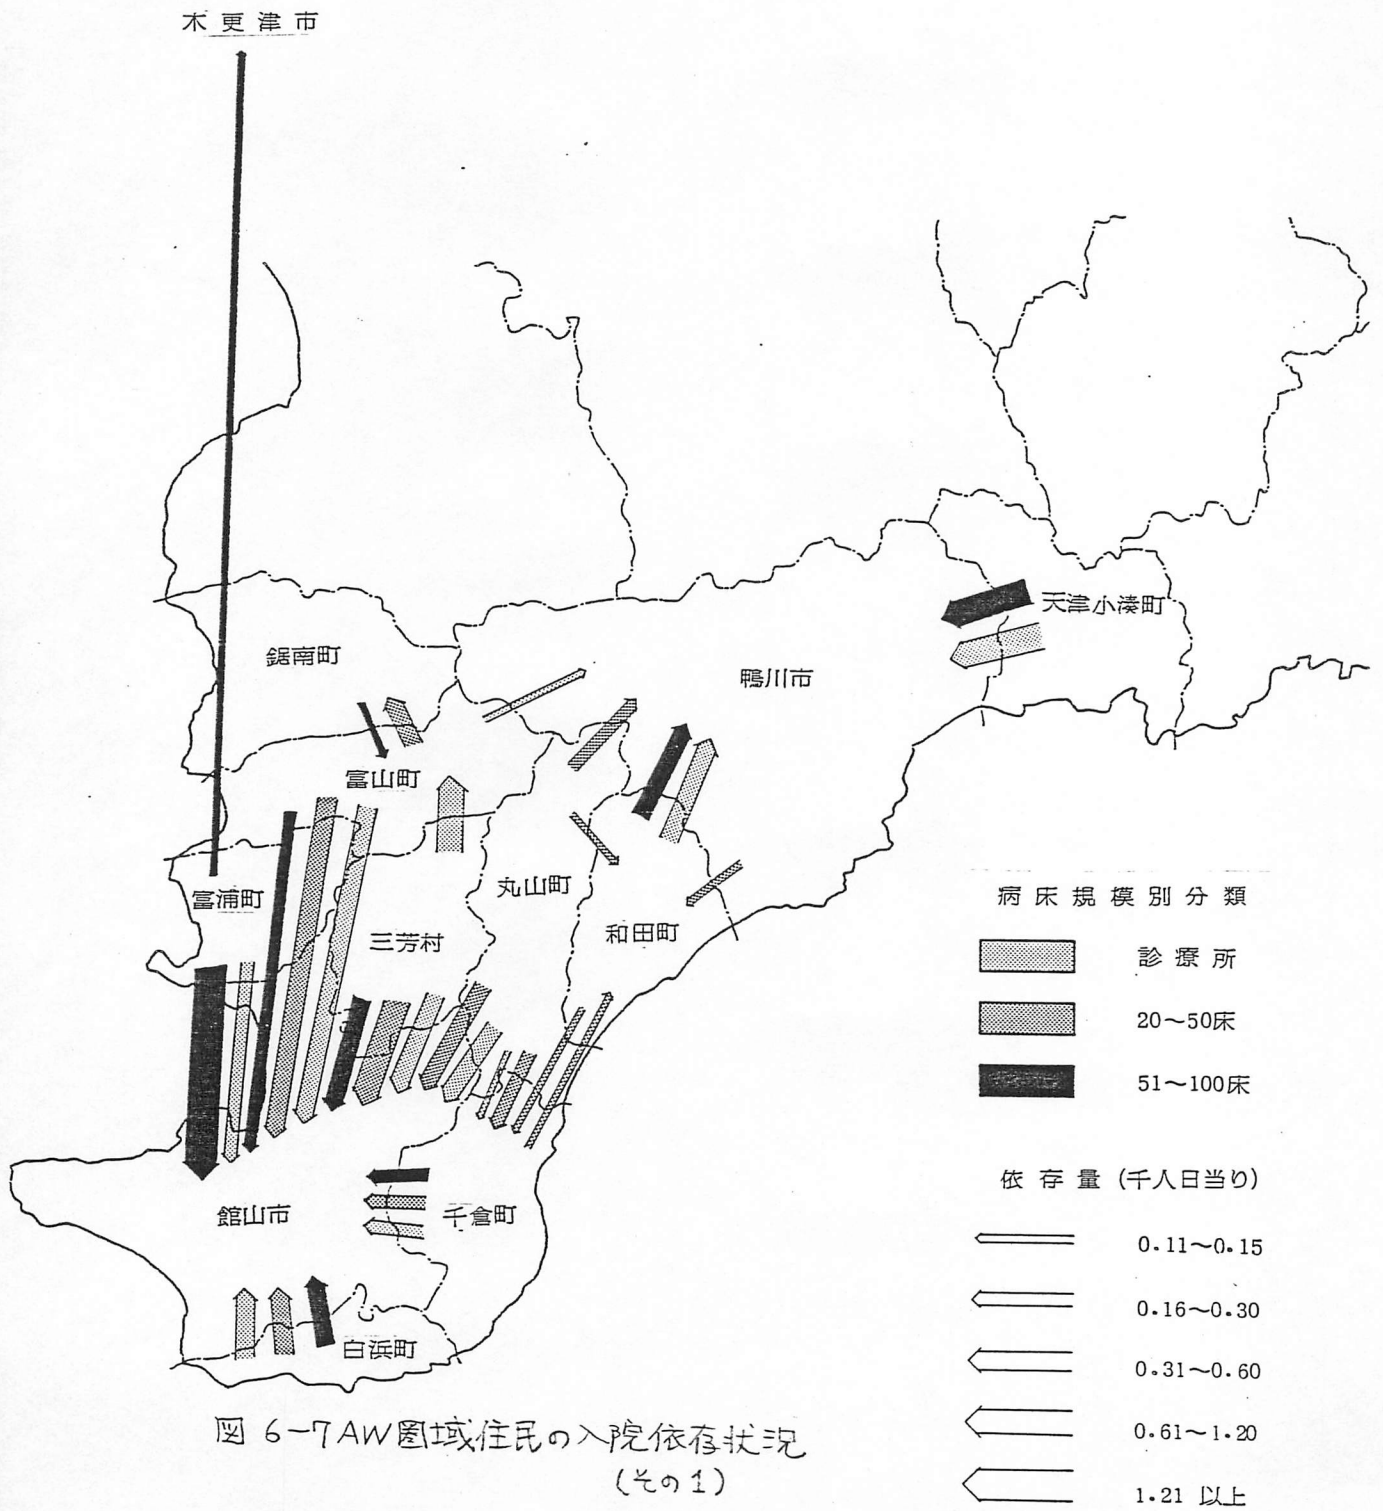 木更津市
天津小湊町
鋸南町
鴨川市
富山町
丸山町
富浦町
三芳村
和田町
館山市
千倉町
白浜町
病床規模別分類
診療所
20〜50床
51〜100床
依存量(千人日当り)
0.11〜0.15
0.16〜0.30
0.31〜0.60
0.61〜1.20
1.21 以上
図 6-7 AW圏域住民の入院依存状況
(その1)